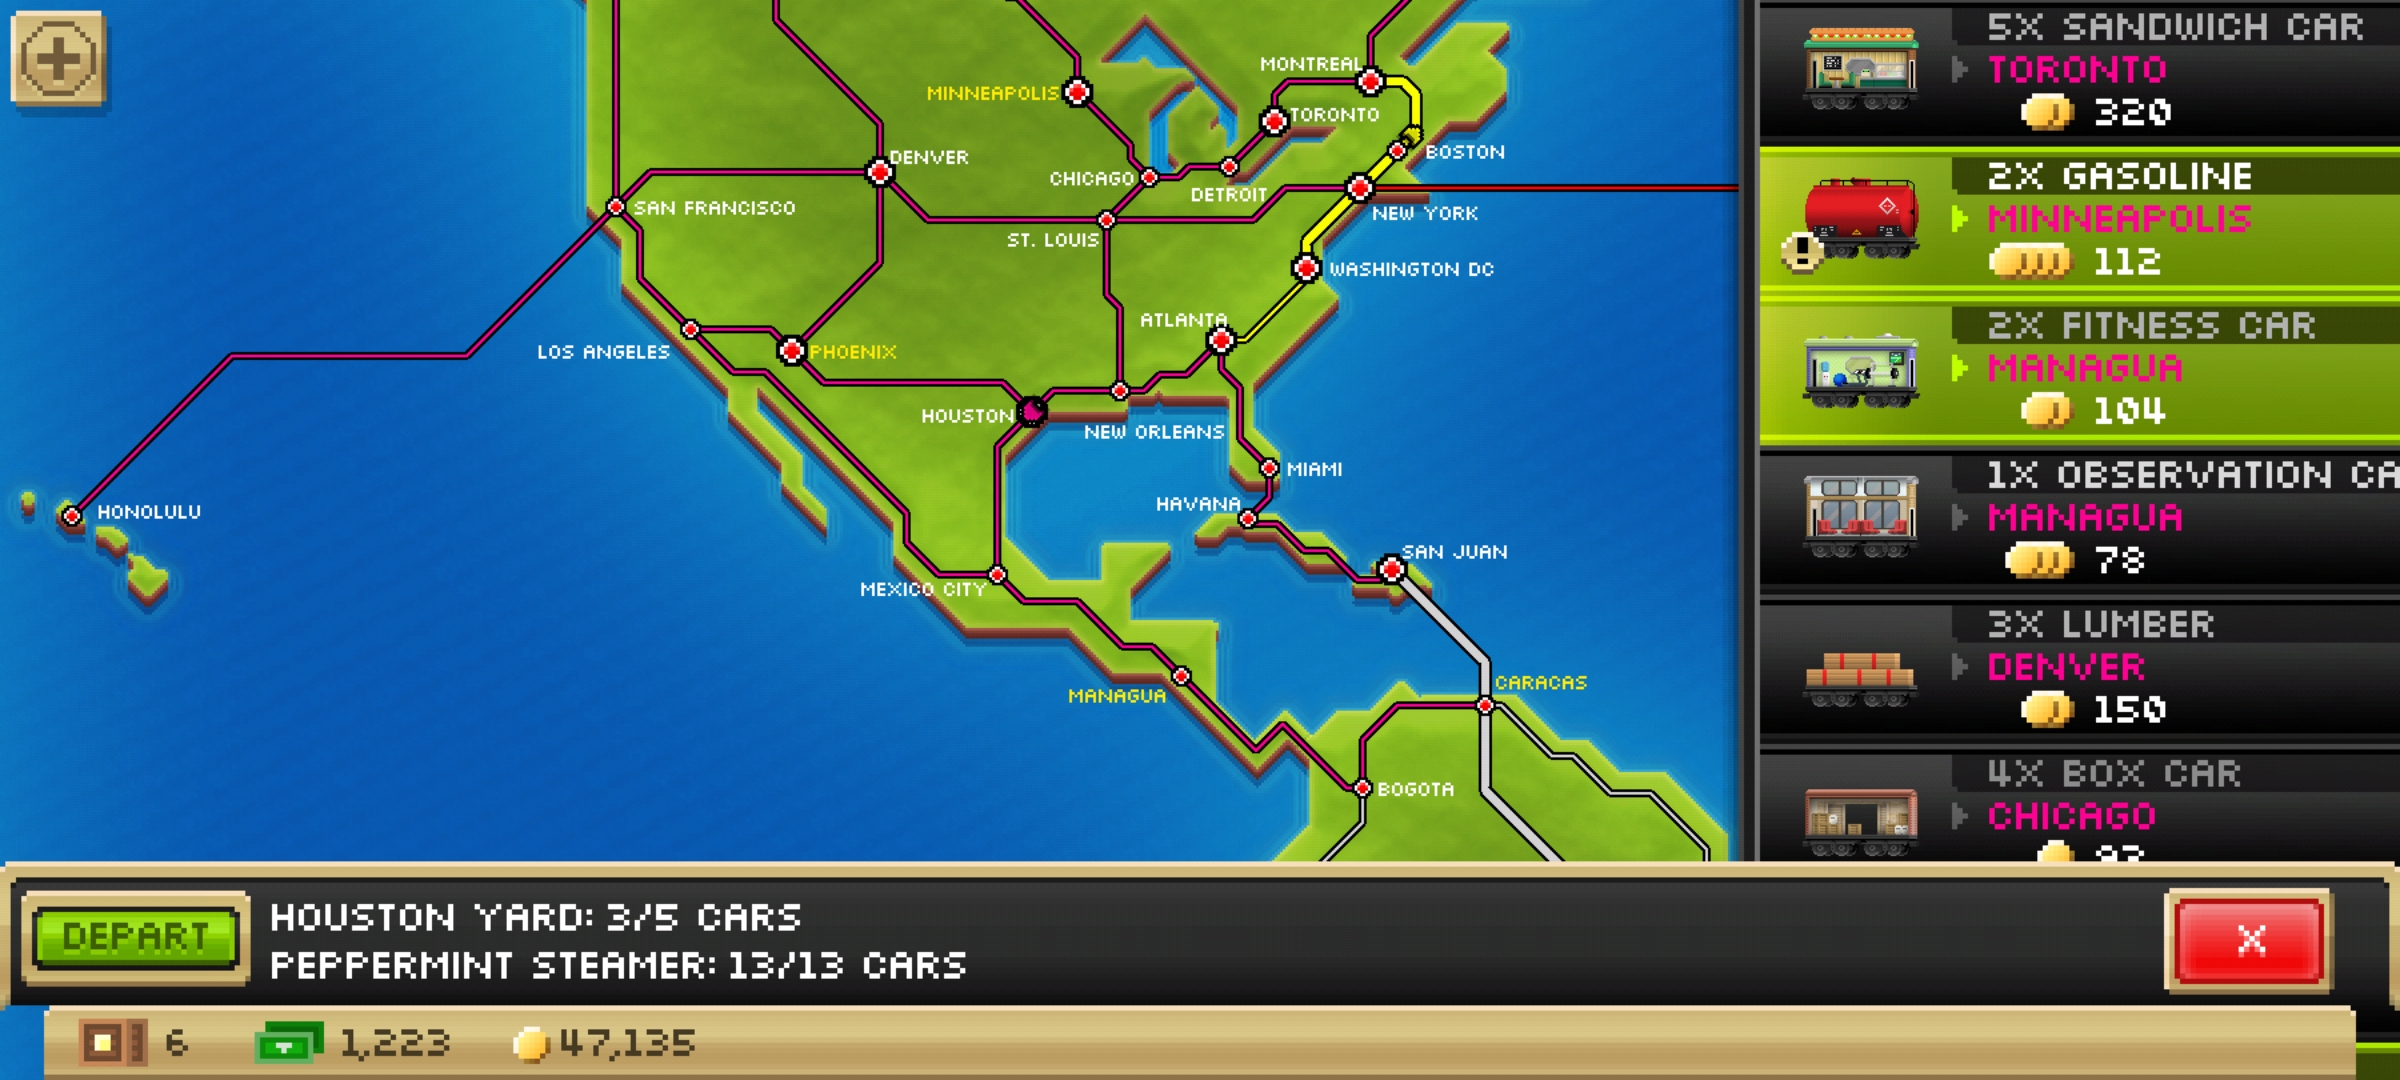 MONTREAL
MINNEAPOLIS
TORONTO
DENVER
BOSTON
CHICAGO
DETROIT
SAN FRANCISCO
NEW YORK
ST. LOUIS
WASHINGTON DC
ATLANTA
LOS ANGELES
PHOENIX
HOUSTON
NEW ORLEANS
MIAMI
HAVANA
HONOLULU
SAN JUAN
MEXICO CITY
CARACAS
MANAGUA
BOGOTA
5X SANDWICH CAR
TORONTO
320
2X GASOLINE
MINNEAPOLIS
112
2X FITNESS CAR
MANAGUA
104
1X OBSERVATION CA
MANAGUA
78
3X LUMBER
DENVER
150
4X BOX CAR
CHICAGO
DEPART
HOUSTON YARD: 3/5 CARS
PEPPERMINT STEAMER: 13/13 CARS
X
6
1,223
47,135